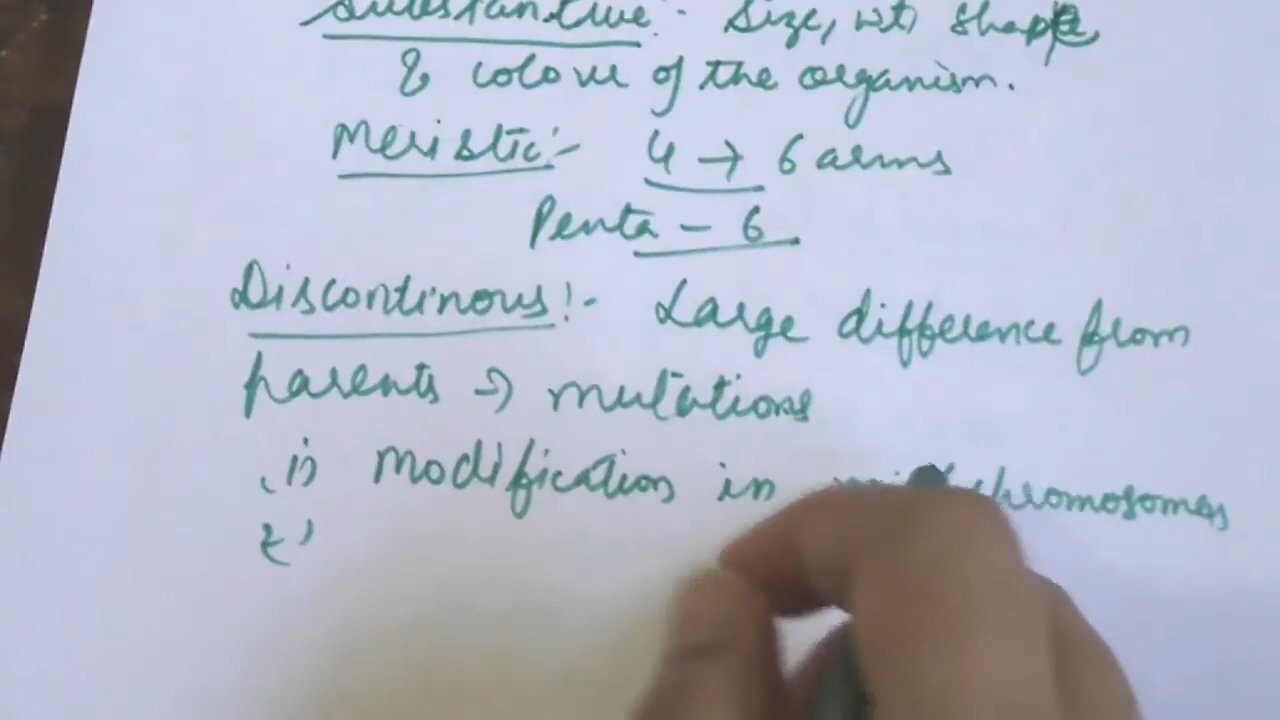 Substantive:- Size, wt, Shape
& colour of the organism.
Meristic:- 4 → 6 arms
Penta - 6
Discontinous:- Large difference from
parents → mutations
is modification in chromosomes